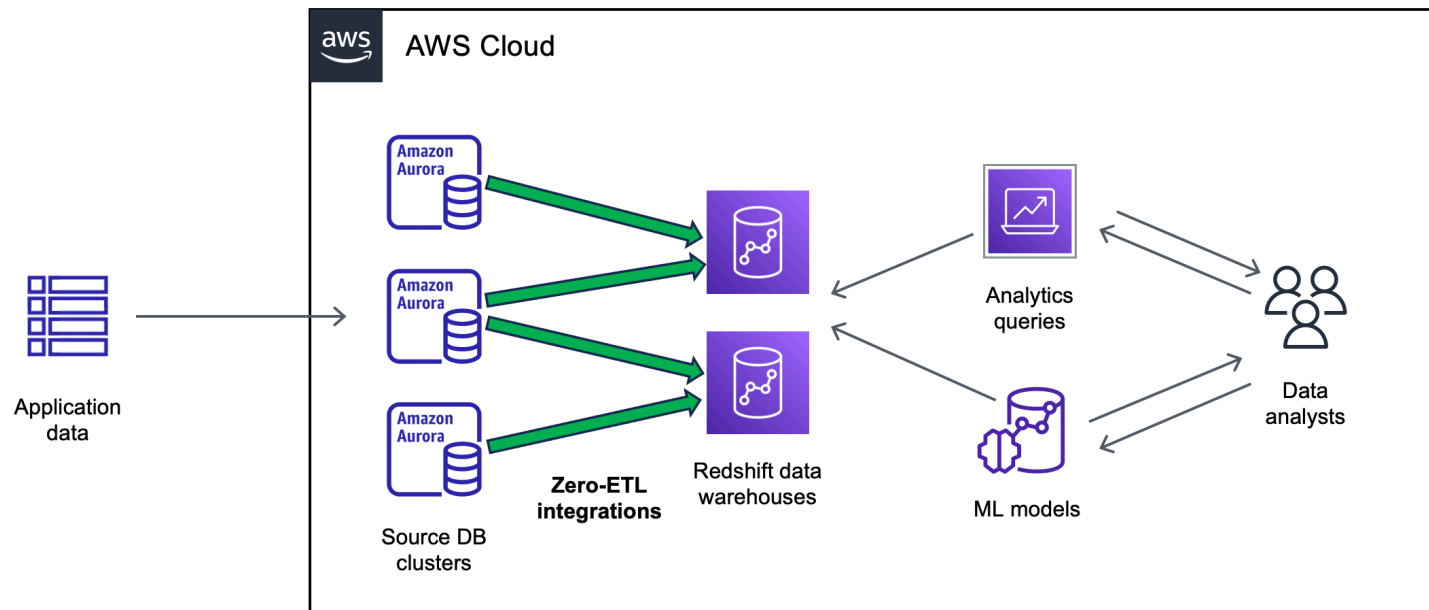 aws
AWS Cloud
Amazon
Aurora
Amazon
Aurora
Amazon
Aurora
Application
data
Source DB
clusters
Zero-ETL
integrations
Redshift data
warehouses
Analytics
queries
ML models
Data
analysts